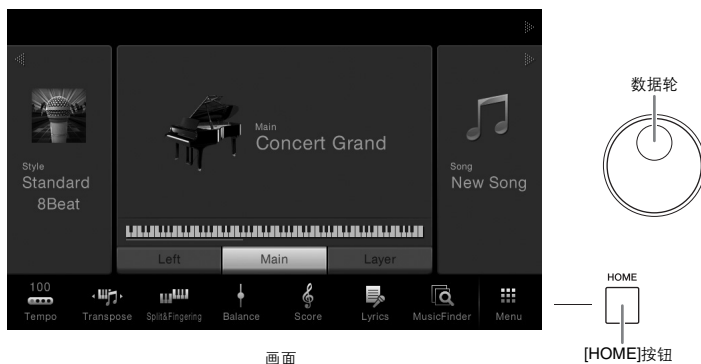 数据轮
Main
Concert Grand
Style
Standard
8Beat
Song
New Song
Left
Main
Layer
HOME
100
Tempo
Transpose
Split&Fingering
Balance
Score
Lyrics
MusicFinder
Menu
画面
[HOME]按钮